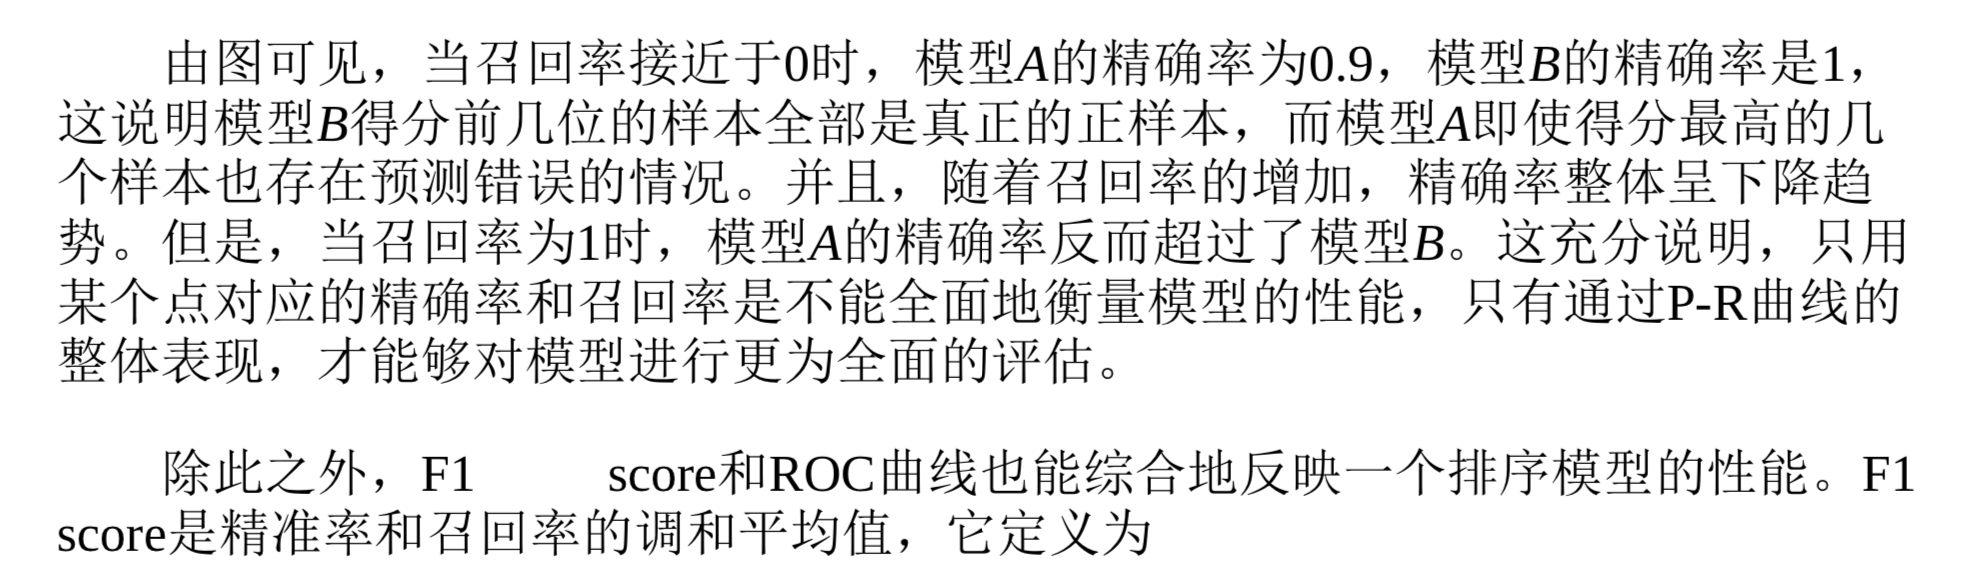 由图可见，当召回率接近于0时，模型A的精确率为0.9，模型B的精确率是1，
这说明模型B得分前几位的样本全部是真正的正样本，而模型A即使得分最高的几
个样本也存在预测错误的情况。并且，随着召回率的增加，精确率整体呈下降趋
势。但是，当召回率为1时，模型A的精确率反而超过了模型B。这充分说明，只用
某个点对应的精确率和召回率是不能全面地衡量模型的性能，只有通过P-R曲线的
整体表现，才能够对模型进行更为全面的评估。
除此之外，F1 score和ROC曲线也能综合地反映一个排序模型的性能。F1
score是精准率和召回率的调和平均值，它定义为